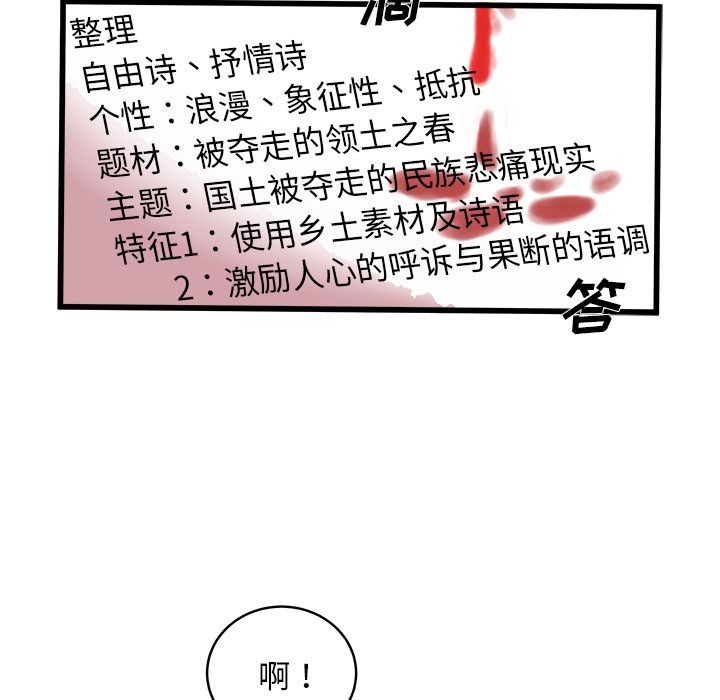 滴
整理
自由诗、抒情诗
个性：浪漫、象征性、抵抗
题材：被夺走的领土之春
主题：国土被夺走的民族悲痛现实
特征1：使用乡土素材及诗语
2：激励人心的呼诉与果断的语调
答
啊！